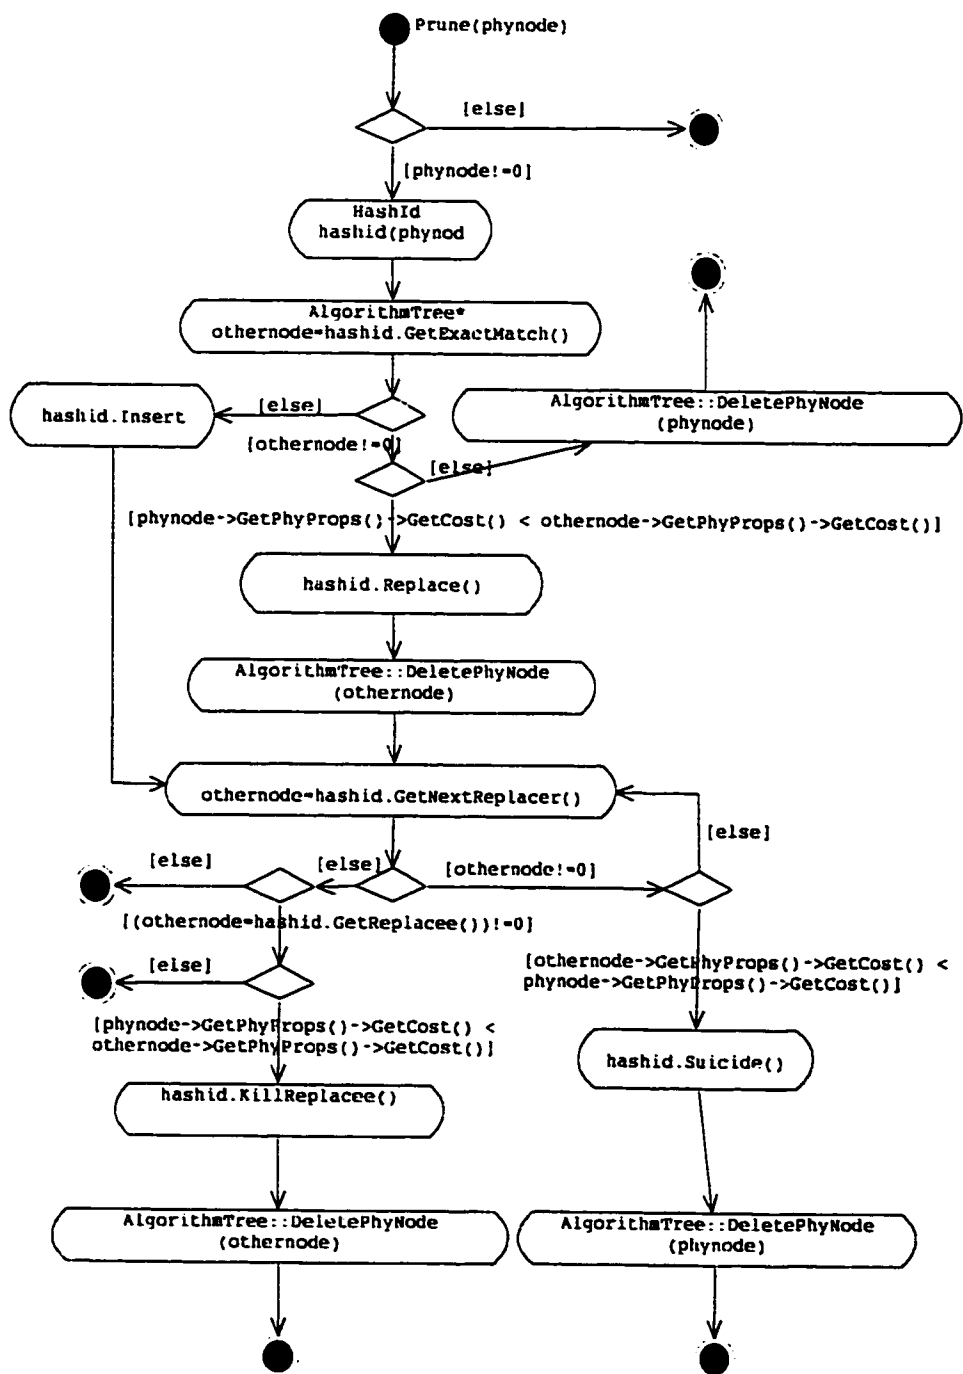 Prune(phynode)
[else]
[phynode!=0]
HashId
hashid(phynod
AlgorithmTree*
othernode=hashid.GetExactMatch()
hashid.Insert
[else]
AlgorithmTree::DeletePhyNode
(phynode)
[othernode!=0]
[else]
[phynode->GetPhyProps()->GetCost() < othernode->GetPhyProps()->GetCost()]
hashid.Replace()
AlgorithmTree::DeletePhyNode
(othernode)
othernode=hashid.GetNextReplacer()
[else]
[else]
[else]
[othernode!=0]
[(othernode=hashid.GetReplacee())!=0]
[else]
[othernode->GetPhyProps()->GetCost() <
phynode->GetPhyProps()->GetCost()]
[phynode->GetPhyProps()->GetCost() <
othernode->GetPhyProps()->GetCost()]
hashid.Suicide()
hashid.KillReplacee()
AlgorithmTree::DeletePhyNode
(othernode)
AlgorithmTree::DeletePhyNode
(phynode)